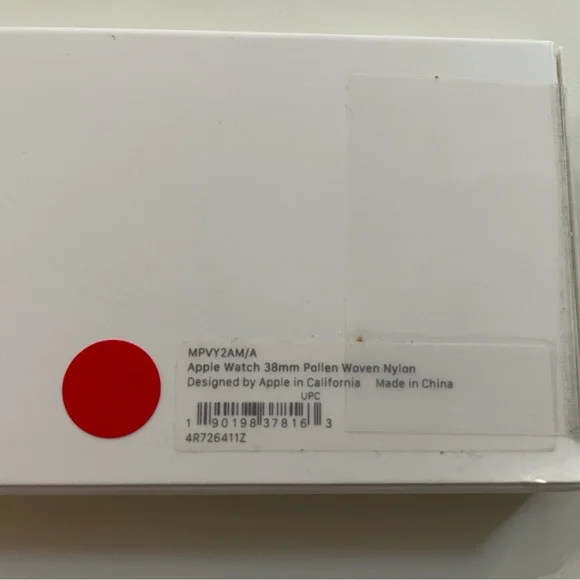 MPVY2AM/A
Apple Watch 38mm Pollen Woven Nylon
Designed by Apple in California Made in China
UPC
1 90198 37816 3
4R726411Z